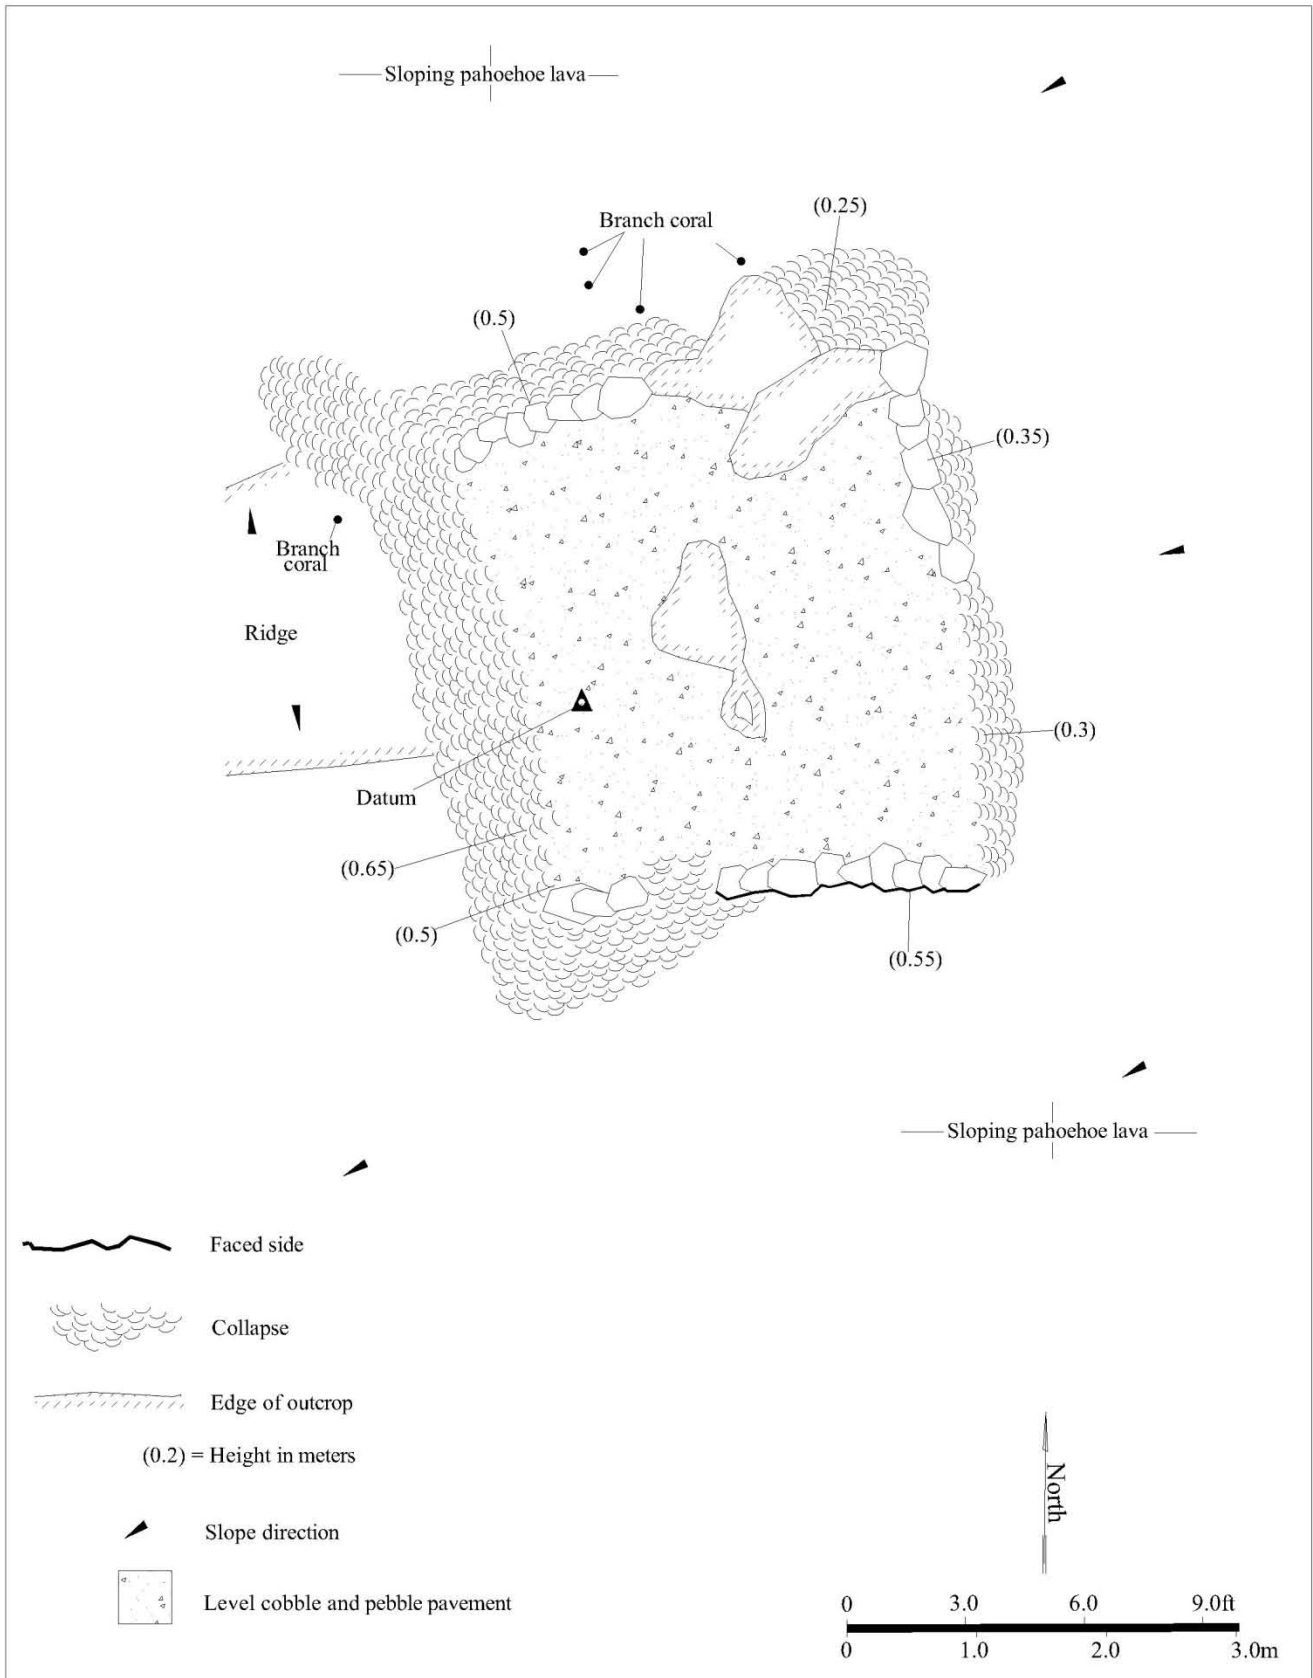 Sloping pahoehoe lava
(0.25)
Branch coral
(0.5)
(0.35)
Branch
coral
Ridge
(0.3)
Datum
(0.65)
(0.5)
(0.55)
Sloping pahoehoe lava
Faced side
Collapse
Edge of outcrop
(0.2) = Height in meters
North
Slope direction
Level cobble and pebble pavement
0 3.0 6.0 9.0ft
0 1.0 2.0 3.0m